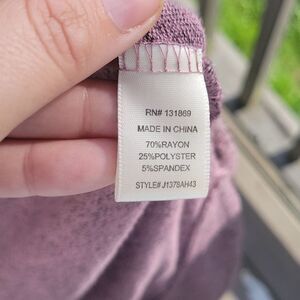 RN# 131869
MADE IN CHINA
70%RAYON
25%POLYSTER
5%SPANDEX
STYLE# J1378AH43